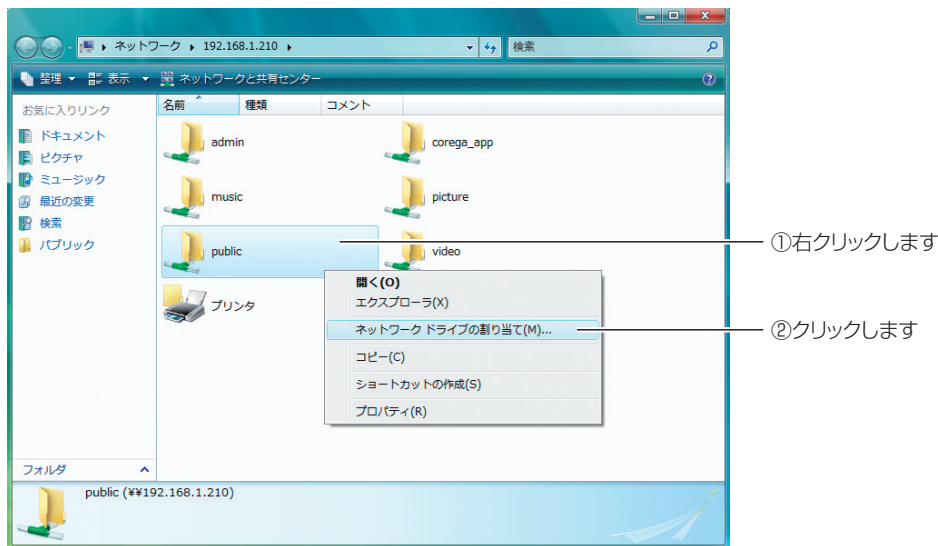 ネットワーク ▸ 192.168.1.210 ▸
検索
整理 表示 ネットワークと共有センター
お気に入りリンク
ドキュメント
ピクチャ
ミュージック
最近の変更
検索
パブリック
フォルダ
名前 種類 コメント
admin
corega_app
music
picture
public
video
プリンタ
開く(O)
エクスプローラ(X)
ネットワーク ドライブの割り当て(M)...
コピー(C)
ショートカットの作成(S)
プロパティ(R)
①右クリックします
②クリックします
public (¥¥192.168.1.210)